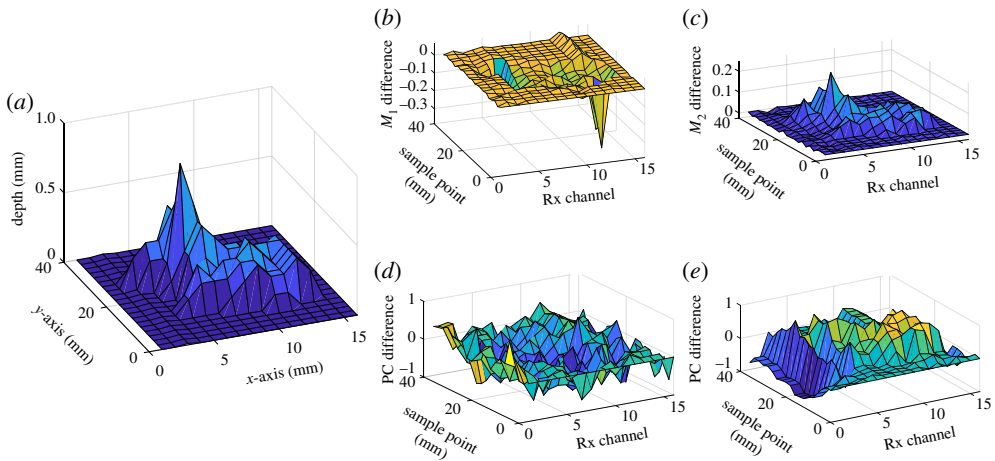 (a)
1.0
0.5
0
depth (mm)
40
20
0
y-axis (mm)
0
5
10
15
x-axis (mm)
(b)
0
−0.1
−0.2
−0.3
M1 difference
40
20
0
sample point
(mm)
0
5
10
15
Rx channel
(c)
0.2
0.1
0
M2 difference
40
20
0
sample point
(mm)
0
5
10
15
Rx channel
(d)
1
0
−1
PC difference
40
20
0
sample point
(mm)
0
5
10
15
Rx channel
(e)
1
0
−1
PC difference
40
20
0
sample point
(mm)
0
5
10
15
Rx channel